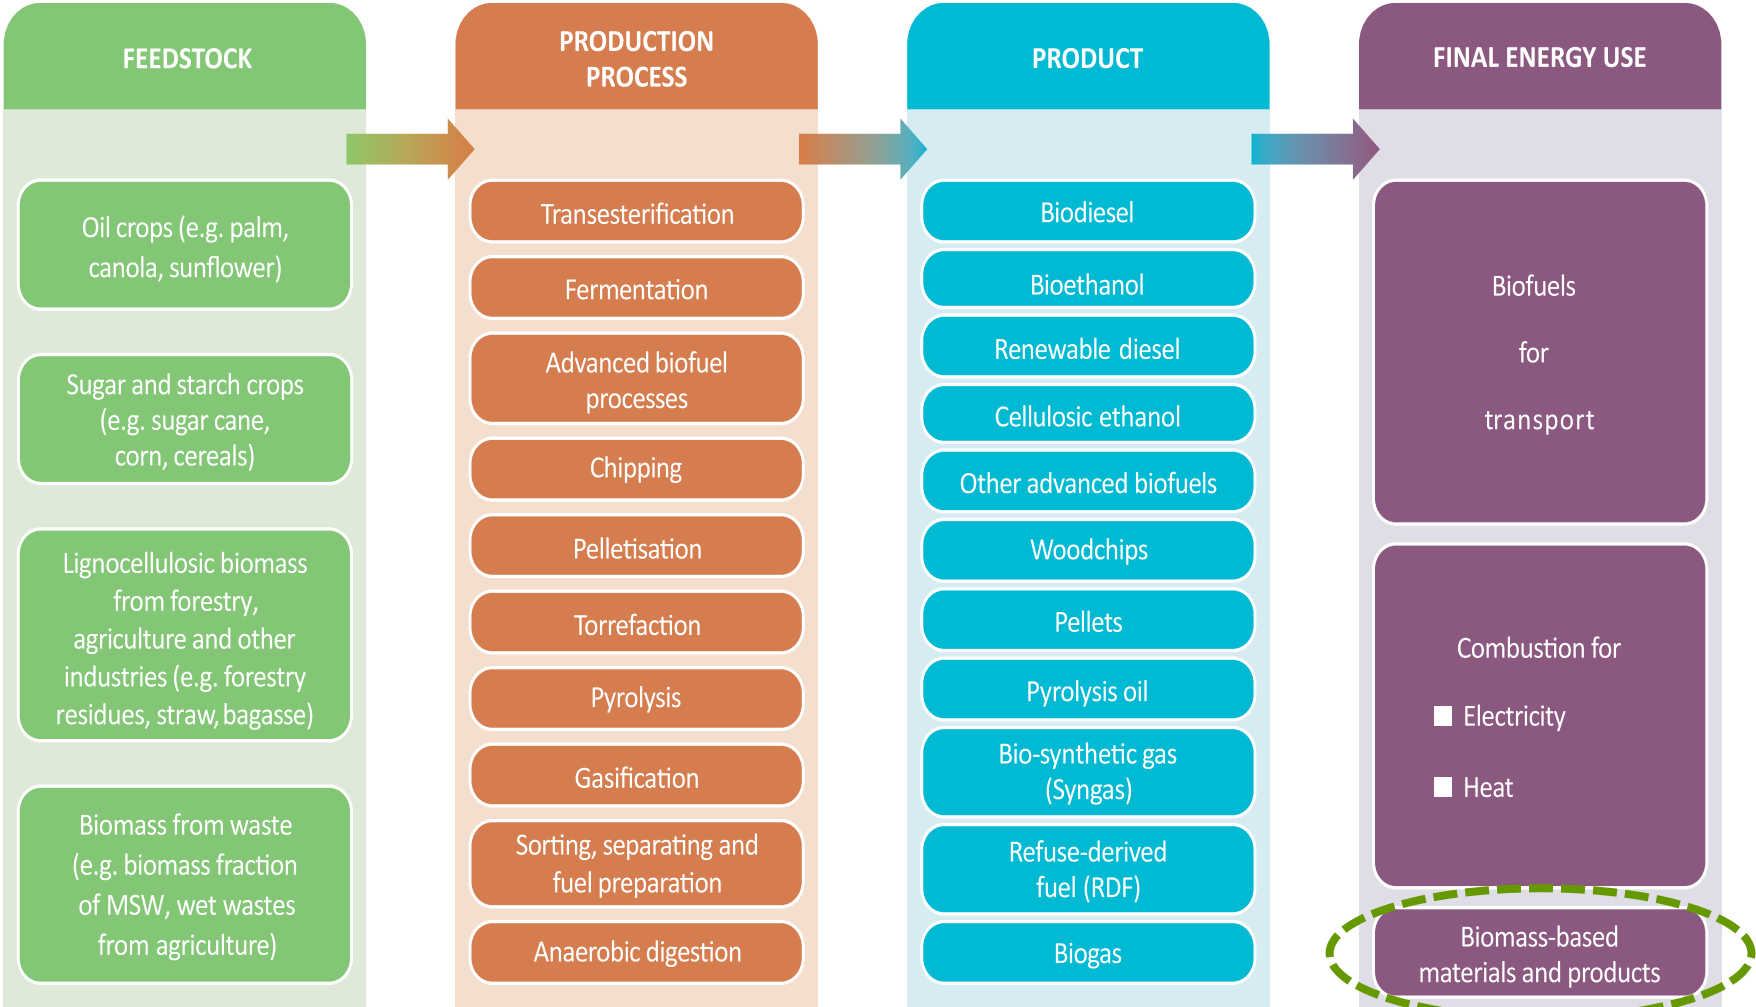 FEEDSTOCK
Oil crops (e.g. palm,
canola, sunflower)
Sugar and starch crops
(e.g. sugar cane,
corn, cereals)
Lignocellulosic biomass
from forestry,
agriculture and other
industries (e.g. forestry
residues, straw, bagasse)
Biomass from waste
(e.g. biomass fraction
of MSW, wet wastes
from agriculture)
PRODUCTION
PROCESS
Transesterification
Fermentation
Advanced biofuel
processes
Chipping
Pelletisation
Torrefaction
Pyrolysis
Gasification
Sorting, separating and
fuel preparation
Anaerobic digestion
PRODUCT
Biodiesel
Bioethanol
Renewable diesel
Cellulosic ethanol
Other advanced biofuels
Woodchips
Pellets
Pyrolysis oil
Bio-synthetic gas
(Syngas)
Refuse-derived
fuel (RDF)
Biogas
FINAL ENERGY USE
Biofuels
for
transport
Combustion for
Electricity
Heat
Biomass-based
materials and products